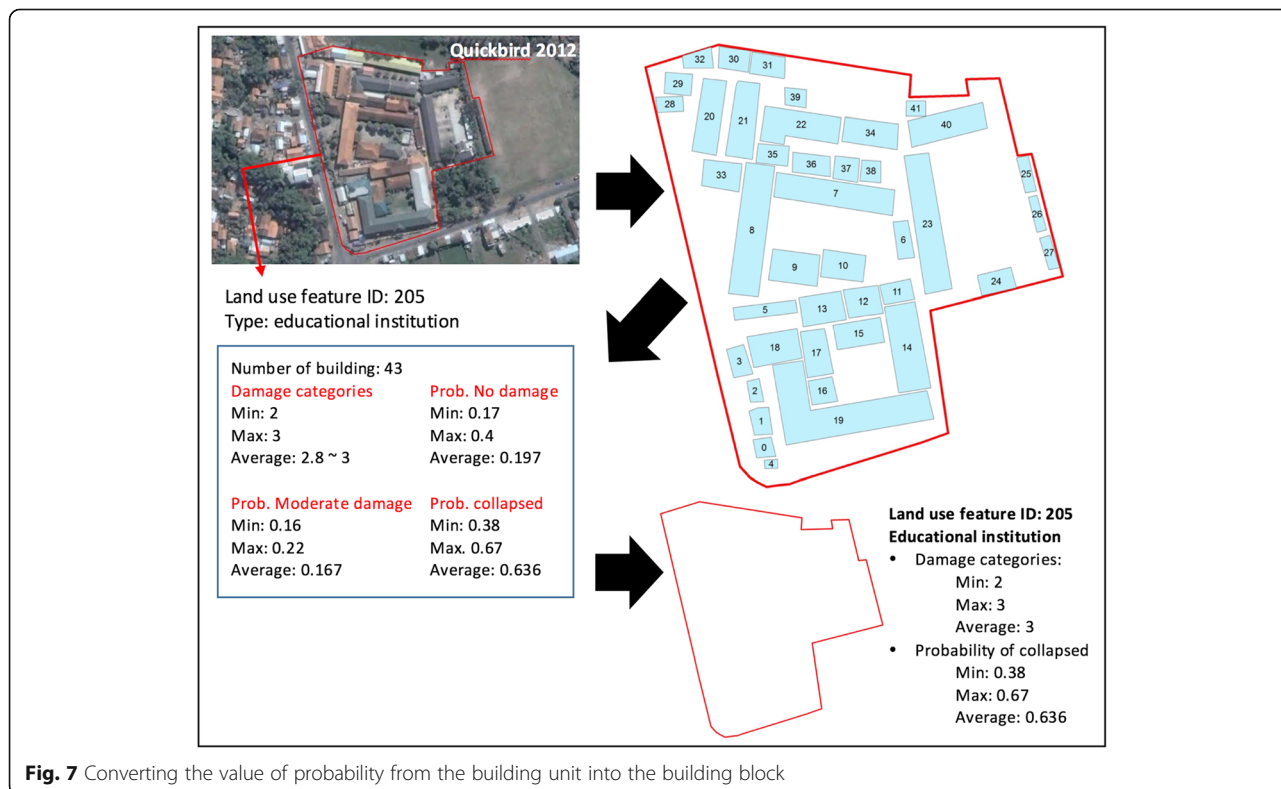 Quickbird 2012
Land use feature ID: 205
Type: educational institution
Number of building: 43
Damage categories
Min: 2
Max: 3
Average: 2.8 ~ 3
Prob. No damage
Min: 0.17
Max: 0.4
Average: 0.197
Prob. Moderate damage
Min: 0.16
Max: 0.22
Average: 0.167
Prob. collapsed
Min: 0.38
Max. 0.67
Average: 0.636
32
30
31
29
28
20
21
39
22
34
41
40
35
36
37
38
33
7
8
23
25
26
27
6
9
10
24
5
13
12
11
3
18
17
15
14
2
16
1
19
0
4
Land use feature ID: 205
Educational institution
• Damage categories:
Min: 2
Max: 3
Average: 3
• Probability of collapsed
Min: 0.38
Max: 0.67
Average: 0.636
Fig. 7 Converting the value of probability from the building unit into the building block